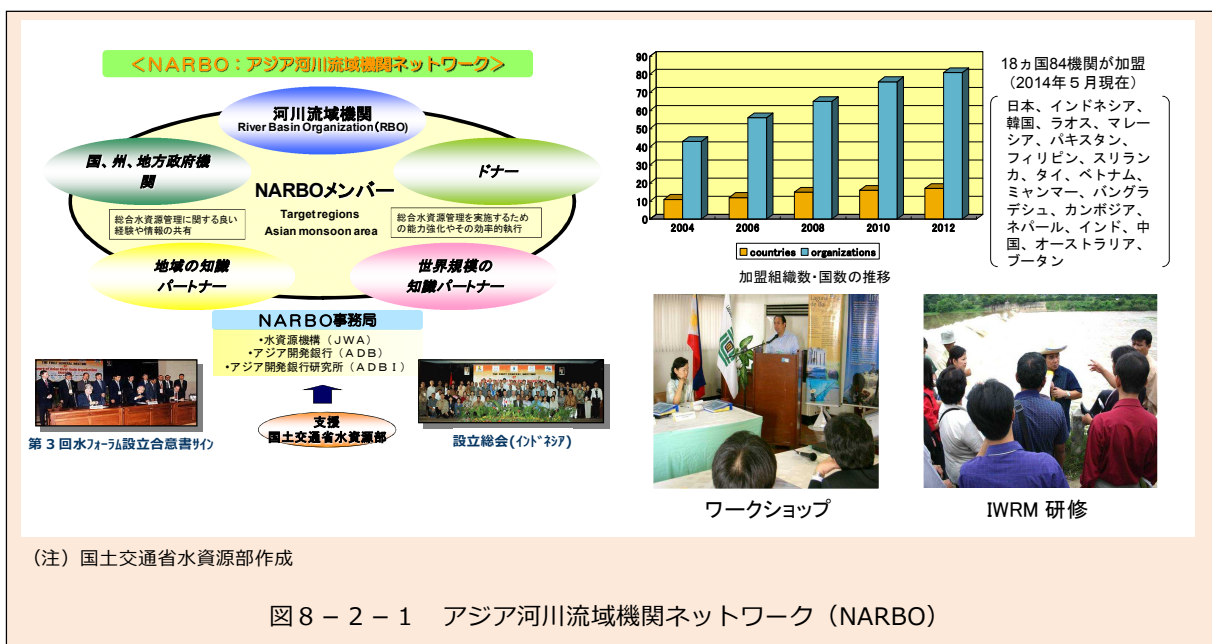 ＜ＮＡＲＢＯ：アジア河川流域機関ネットワーク＞
河川流域機関
River Basin Organization(RBO)
国、州、地方政府機
関
ドナー
NARBOメンバー
Target regions
Asian monsoon area
総合水資源管理に関する良い
経験や情報の共有
総合水資源管理を実施するため
の能力強化やその効率的執行
地域の知識
パートナー
世界規模の
知識パートナー
ＮＡＲＢＯ事務局
・水資源機構（ＪＷＡ）
・アジア開発銀行（ＡＤＢ）
・アジア開発銀行研究所（ＡＤＢＩ）
支援
国土交通省水資源部
第３回水ﾌｫｰﾗﾑ設立合意書ｻｲﾝ
設立総会(ｲﾝﾄﾞﾈｼｱ)
90
80
70
60
50
40
30
20
10
0
2004 2006 2008 2010 2012
countries organizations
加盟組織数・国数の推移
18ヵ国84機関が加盟
（2014年５月現在）
日本、インドネシア、
韓国、ラオス、マレー
シア、パキスタン、
フィリピン、スリラン
カ、タイ、ベトナム、
ミャンマー、バングラ
デシュ、カンボジア、
ネパール、インド、中
国、オーストラリア、
ブータン
ワークショップ
IWRM 研修
（注）国土交通省水資源部作成
図８－２－１　アジア河川流域機関ネットワーク（NARBO）